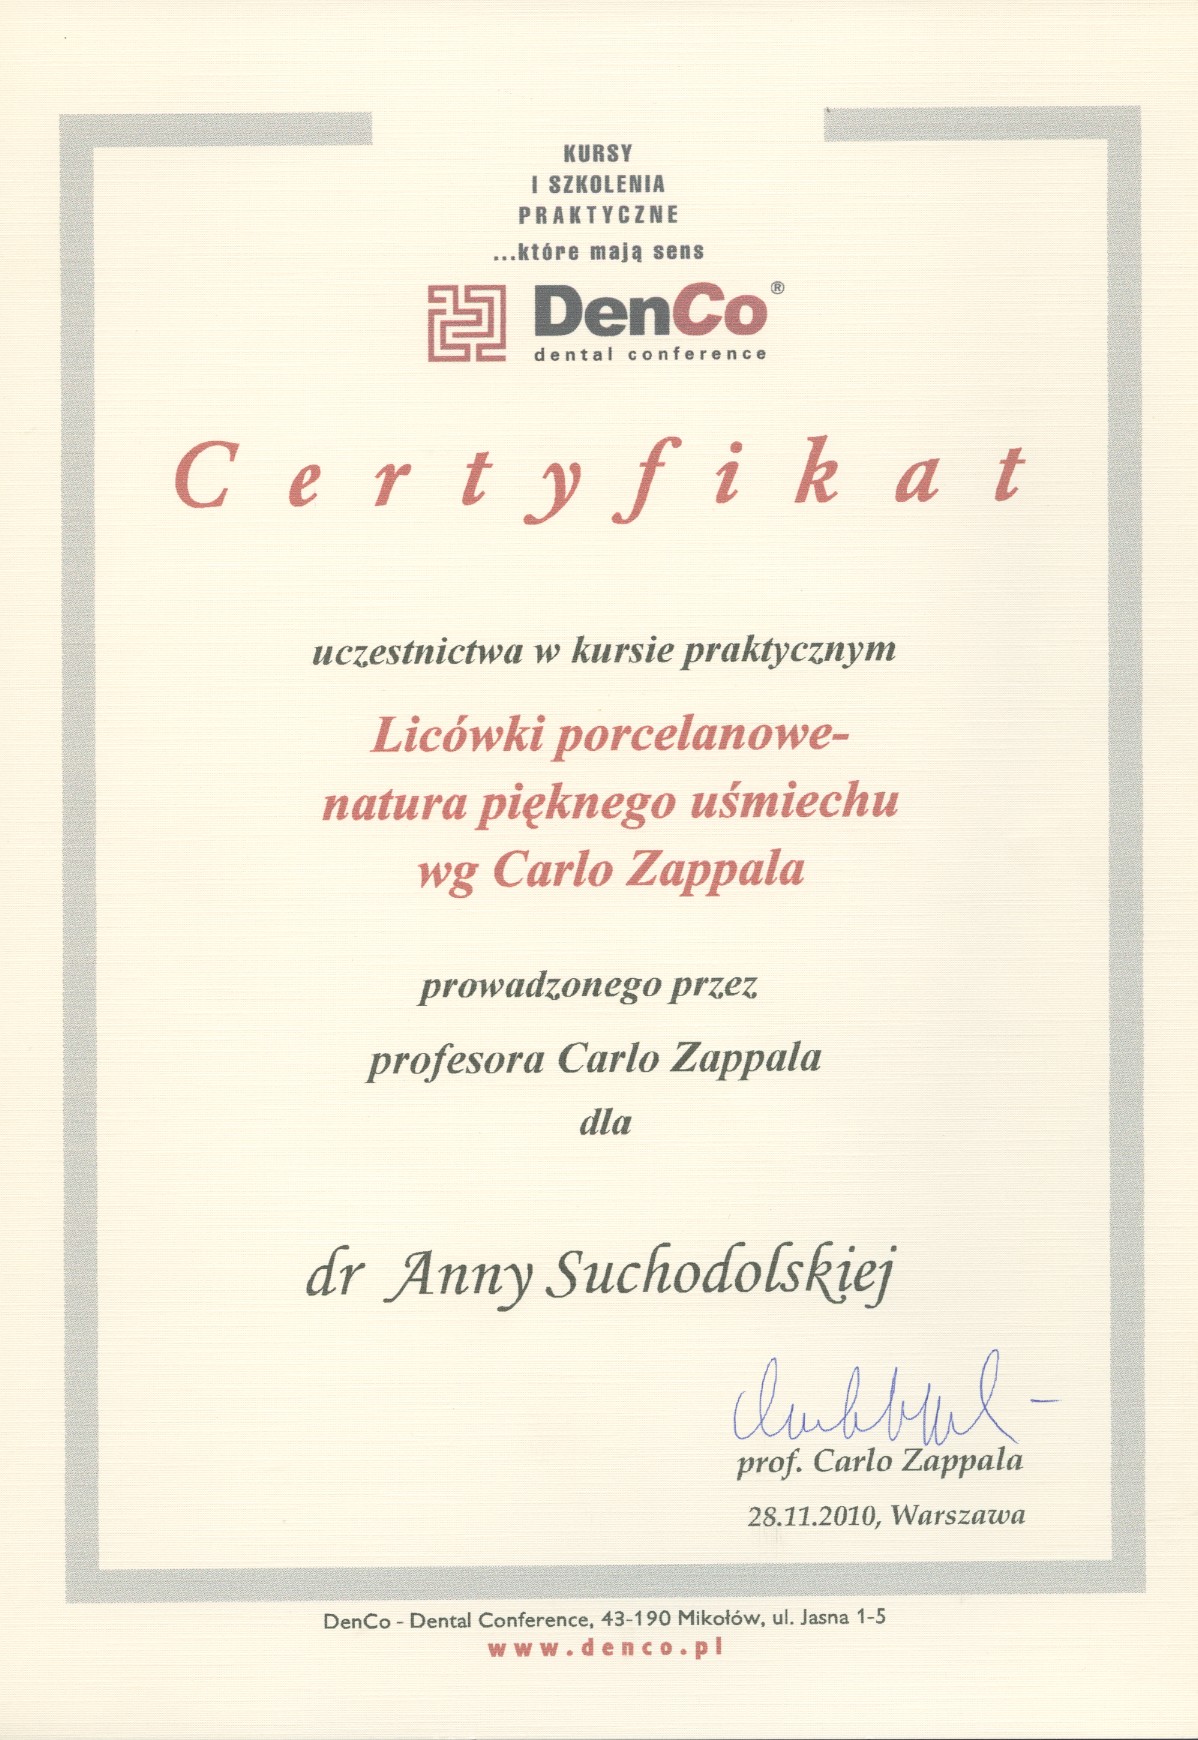 KURSY
I SZKOLENIA
PRAKTYCZNE
...które mają sens
DenCo®
dental conference
Certyfikat
uczestnictwa w kursie praktycznym
Licówki porcelanowe-
natura pięknego uśmiechu
wg Carlo Zappala
prowadzonego przez
profesora Carlo Zappala
dla
dr Anny Suchodolskiej
prof. Carlo Zappala
28.11.2010, Warszawa
DenCo - Dental Conference, 43-190 Mikołów, ul. Jasna 1-5
www.denco.pl